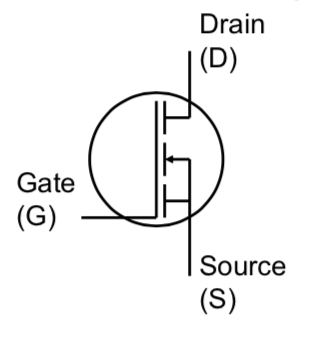 Drain
(D)
Gate
(G)
Source
(S)